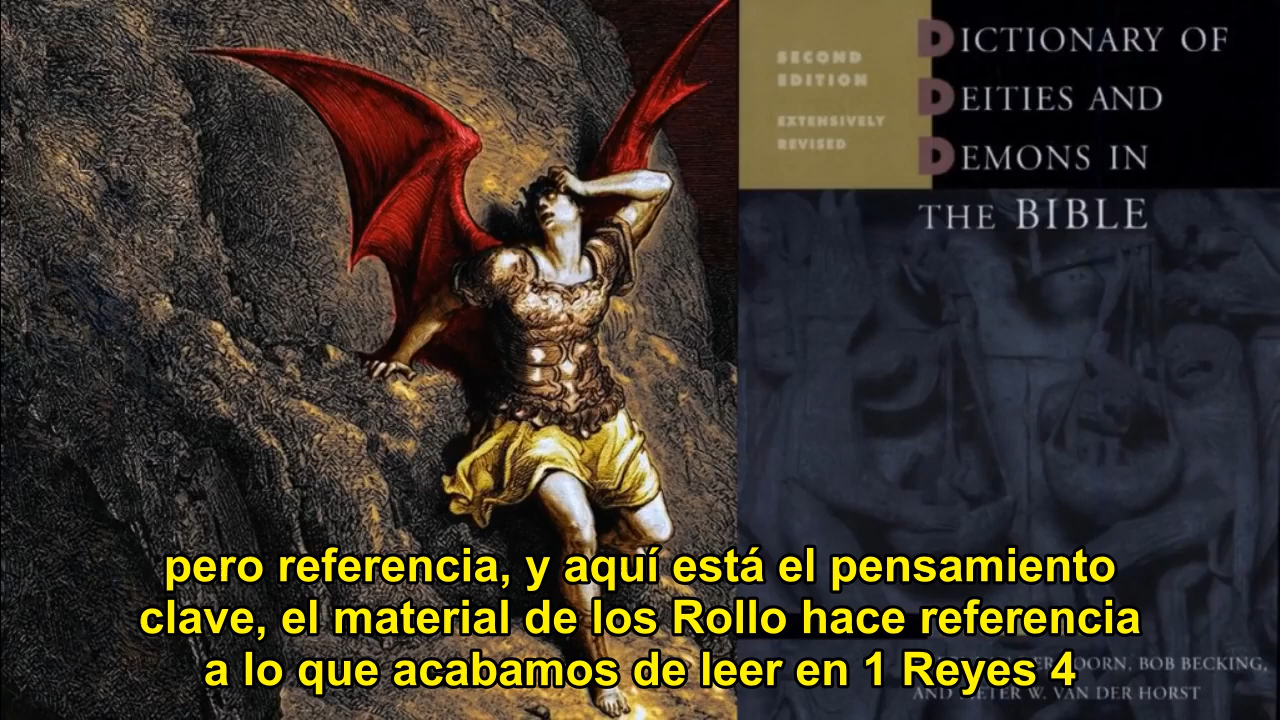 SECOND
EDITION
EXTENSIVELY
REVISED
DICTIONARY OF
DEITIES AND
DEMONS IN
THE BIBLE
pero referencia, y aquí está el pensamiento
clave, el material de los Rollo hace referencia
a lo que acabamos de leer en 1 Reyes 4
BOB BECKING,
AND PIETER W. VAN DER HORST